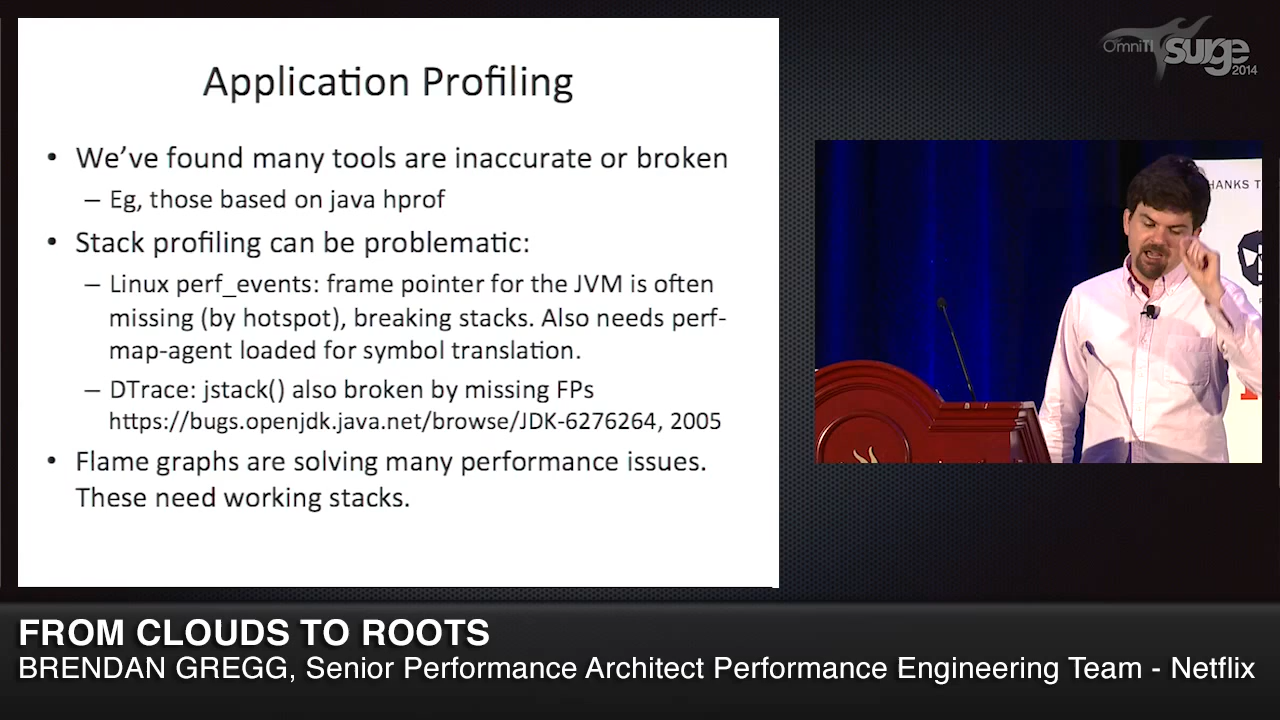 Application Profiling
• We've found many tools are inaccurate or broken
– Eg, those based on java hprof
• Stack profiling can be problematic:
– Linux perf_events: frame pointer for the JVM is often
missing (by hotspot), breaking stacks. Also needs perf-
map-agent loaded for symbol translation.
– DTrace: jstack() also broken by missing FPs
https://bugs.openjdk.java.net/browse/JDK-6276264, 2005
• Flame graphs are solving many performance issues.
These need working stacks.
OmniTI
surge
2014
HANKS T
FROM CLOUDS TO ROOTS
BRENDAN GREGG, Senior Performance Architect Performance Engineering Team - Netflix